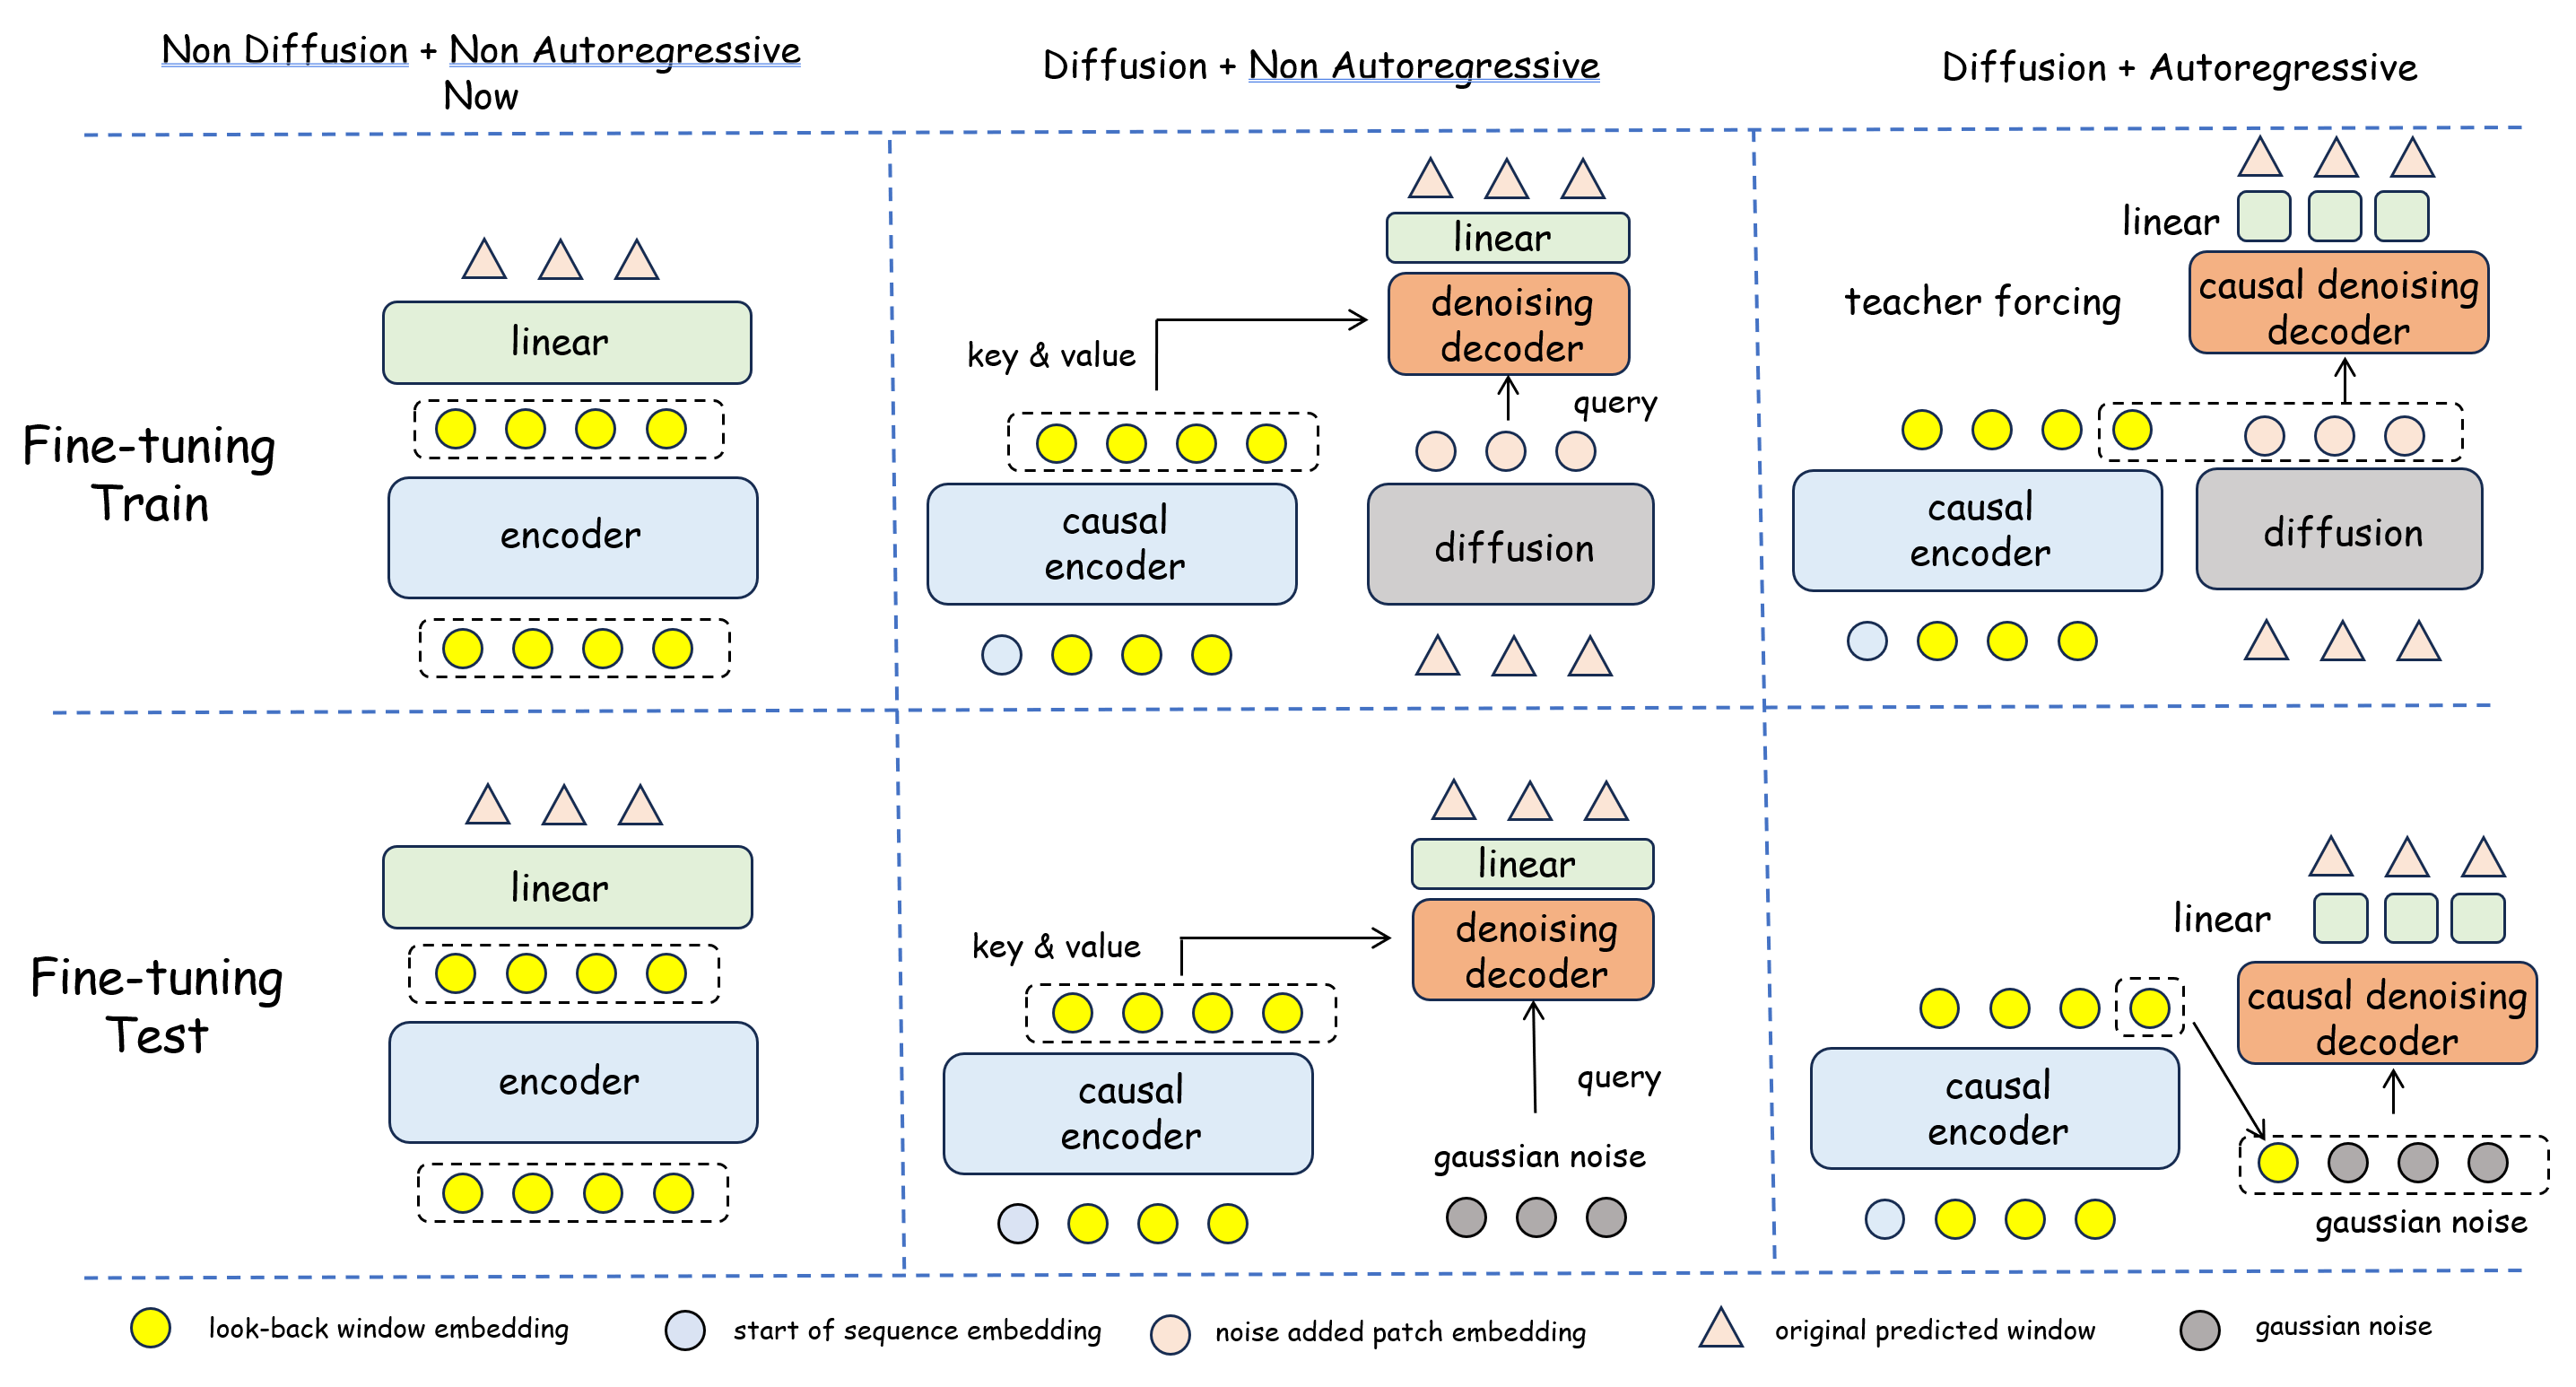 Non Diffusion + Non Autoregressive
Now
Diffusion + Non Autoregressive
Diffusion + Autoregressive
Fine-tuning
Train
linear
encoder
linear
denoising
decoder
key & value
query
causal
encoder
diffusion
linear
causal denoising
decoder
teacher forcing
causal
encoder
diffusion
Fine-tuning
Test
linear
encoder
linear
denoising
decoder
key & value
query
causal
encoder
gaussian noise
linear
causal denoising
decoder
causal
encoder
gaussian noise
look-back window embedding
start of sequence embedding
noise added patch embedding
original predicted window
gaussian noise